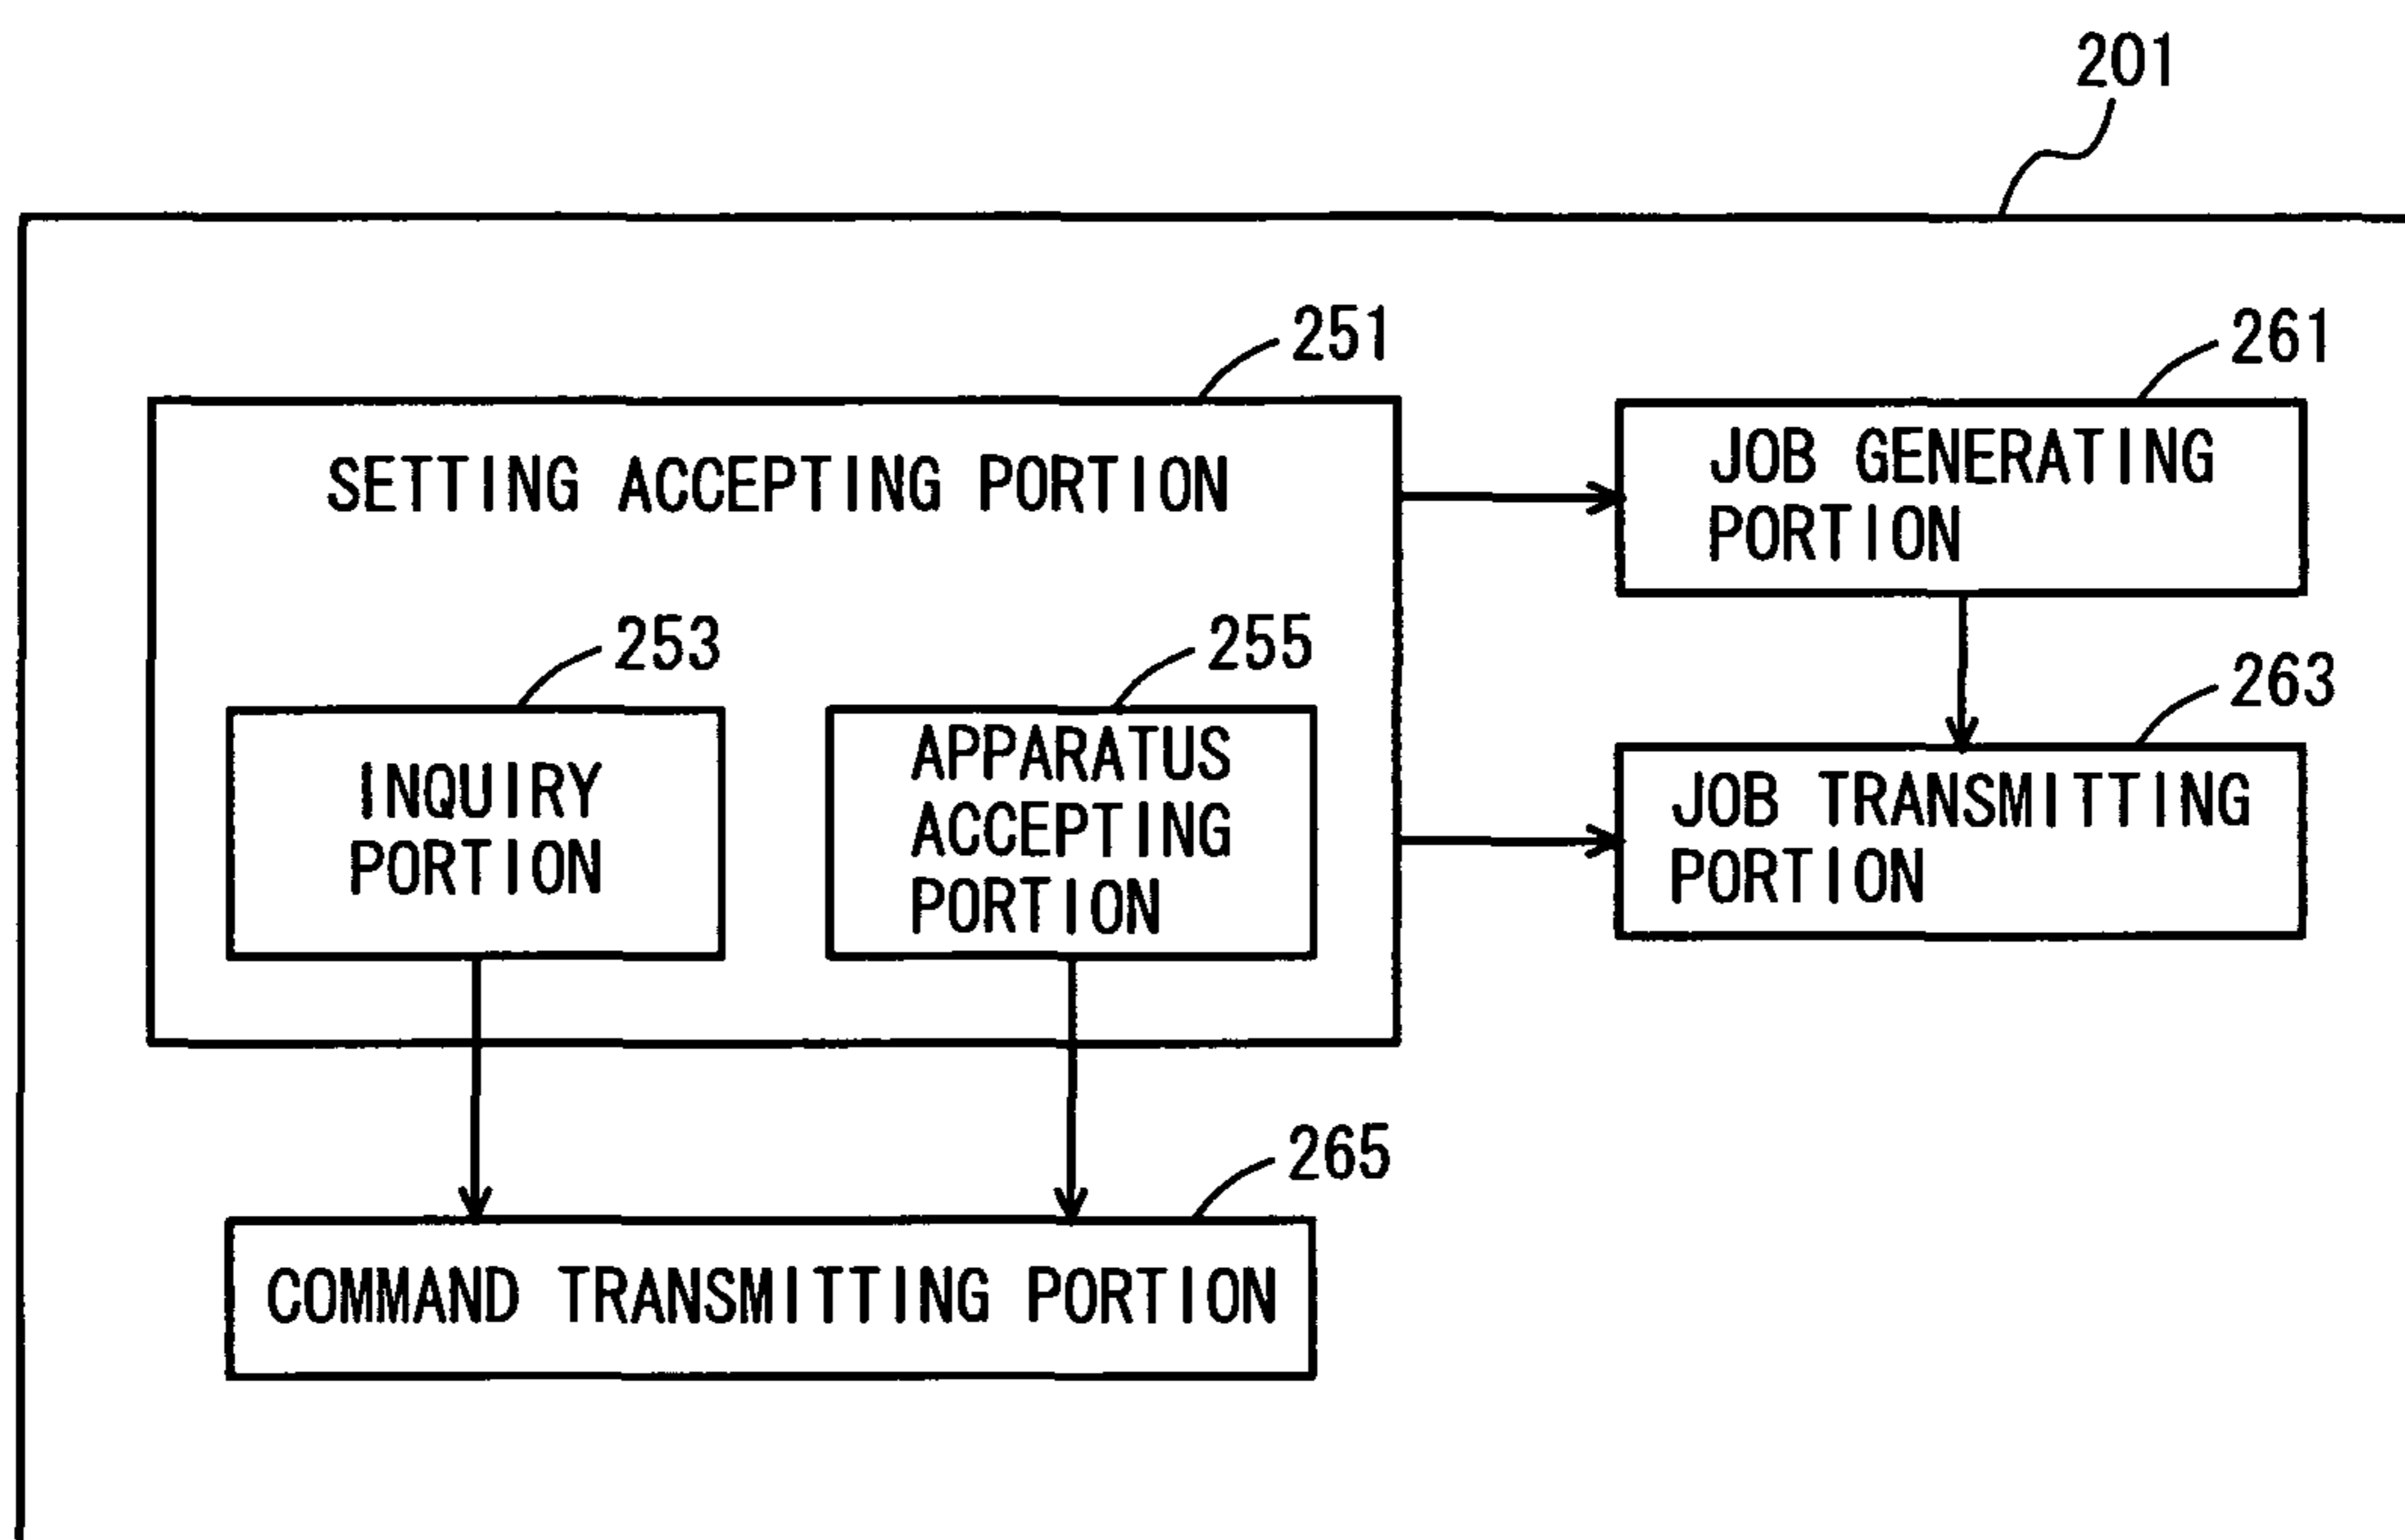 201
251
261
SETTING ACCEPTING PORTION
JOB GENERATING
PORTION
253
255
263
INQUIRY
PORTION
APPARATUS
ACCEPTING
PORTION
JOB TRANSMITTING
PORTION
265
COMMAND TRANSMITTING PORTION